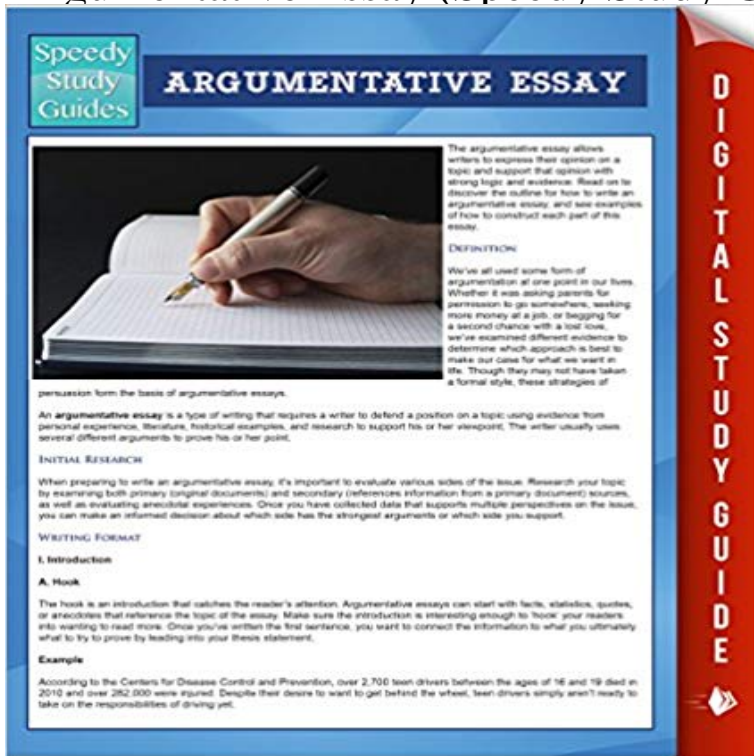 Speedy
Study
Guides
ARGUMENTATIVE ESSAY
The argumentative essay allows
writers to express their opinion on a
topic and support that opinion with
strong logic and evidence. Read on to
discover the outline for how to write an
argumentative essay, and see examples
of how to construct each part of this
essay.
DEFINITION
We've all used some form of
argumentation at one point in our lives.
Whether it was asking parents for
permission to go somewhere, seeking
more money at a job, or begging for
a second chance with a lost love,
we've examined different evidence to
determine which approach is best to
make our case for what we want in
life. Though they may not have taken
a formal style, these strategies of
persuasion form the basis of argumentative essays.
An argumentative essay is a type of writing that requires a writer to defend a position on a topic using evidence from
personal experience, literature, historical examples, and research to support his or her viewpoint. The writer usually uses
several different arguments to prove his or her point.
INITIAL RESEARCH
When preparing to write an argumentative essay, it's important to evaluate various sides of the issue. Research your topic
by examining both primary (original documents) and secondary (references information from a primary document) sources,
as well as evaluating anecdotal experiences. Once you have collected data that supports multiple perspectives on the issue,
you can make an informed decision about which side has the strongest arguments or which side you support.
WRITING FORMAT
I. Introduction
A. Hook
The hook is an introduction that catches the reader's attention. Argumentative essays can start with facts, statistics, quotes,
or anecdotes that reference the topic of the essay. Make sure the introduction is interesting enough to 'hook' your readers
into wanting to read more. Once you've written the first sentence, you want to connect the information to what you ultimately
what to try to prove by leading into your thesis statement.
Example
According to the Centers for Disease Control and Prevention, over 2,700 teen drivers between the ages of 16 and 19 died in
2010 and over 282,000 were injured. Despite their desire to want to get behind the wheel, teen drivers simply aren't ready to
take on the responsibilities of driving yet.
DIGITAL STUDY GUIDE